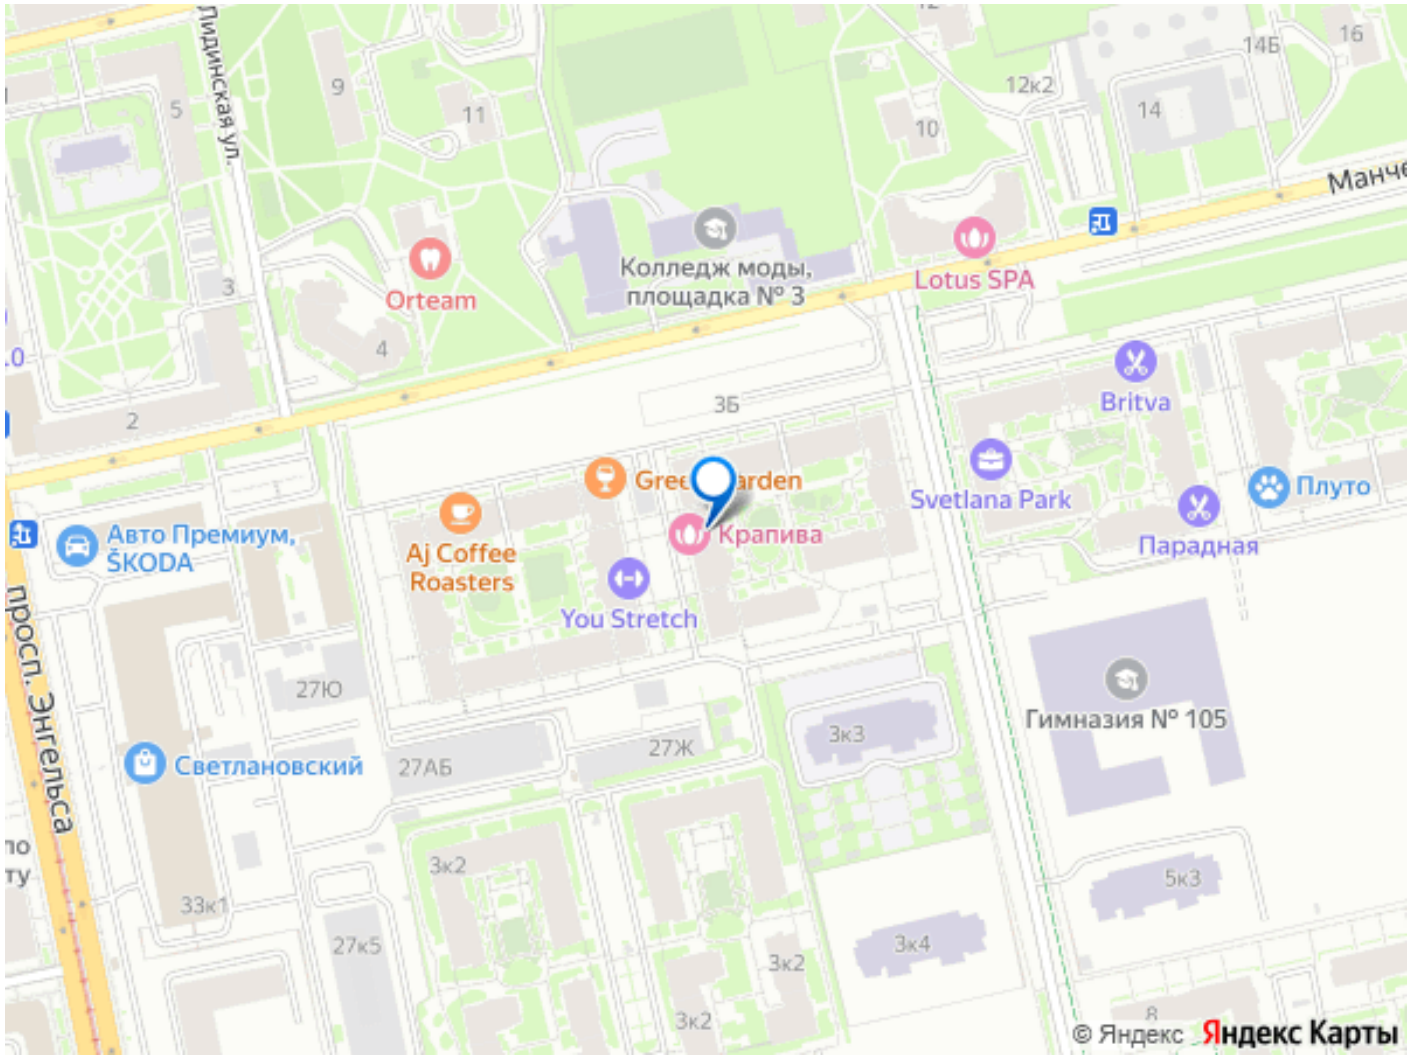 Лидинская ул.
9
11
5
12к2
14Б
16
14
10
Манче
Колледж моды,
площадка № 3
Lotus SPA
Orteam
3
4
2
3Б
Britva
Green Garden
Svetlana Park
Плуто
Парадная
Авто Премиум,
ŠKODA
Aj Coffee
Roasters
Крапива
You Stretch
просп. Энгельса
27Ю
Гимназия № 105
Светлановский
27АБ
27Ж
3к3
3к2
5к3
33к1
27к5
3к4
3к2
3к2
8
© Яндекс Яндекс Карты